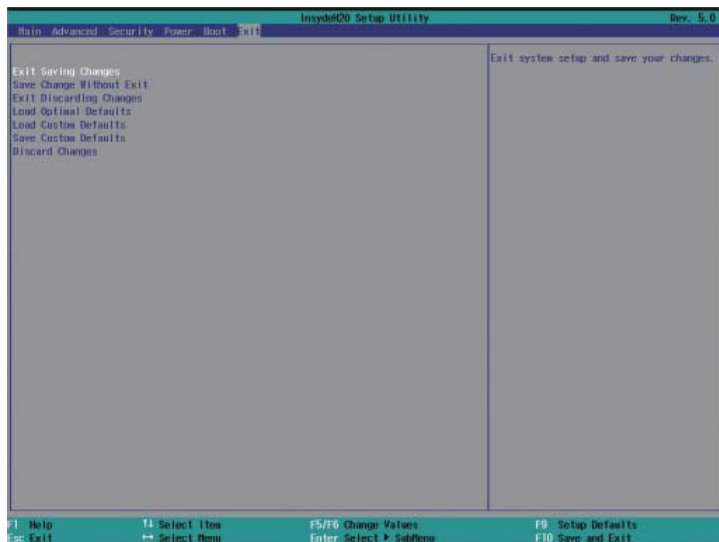 InsydeH20 Setup Utility Rev. 5.0
Main Advanced Security Power Boot Exit
Exit Saving Changes
Save Change Without Exit
Exit Discarding Changes
Load Optimal Defaults
Load Custom Defaults
Save Custom Defaults
Discard Changes
Exit system setup and save your changes.
F1 Help ↑↓ Select Item F5/F6 Change Values F9 Setup Defaults
Esc Exit ↔ Select Menu Enter Select ▶ SubMenu F10 Save and Exit